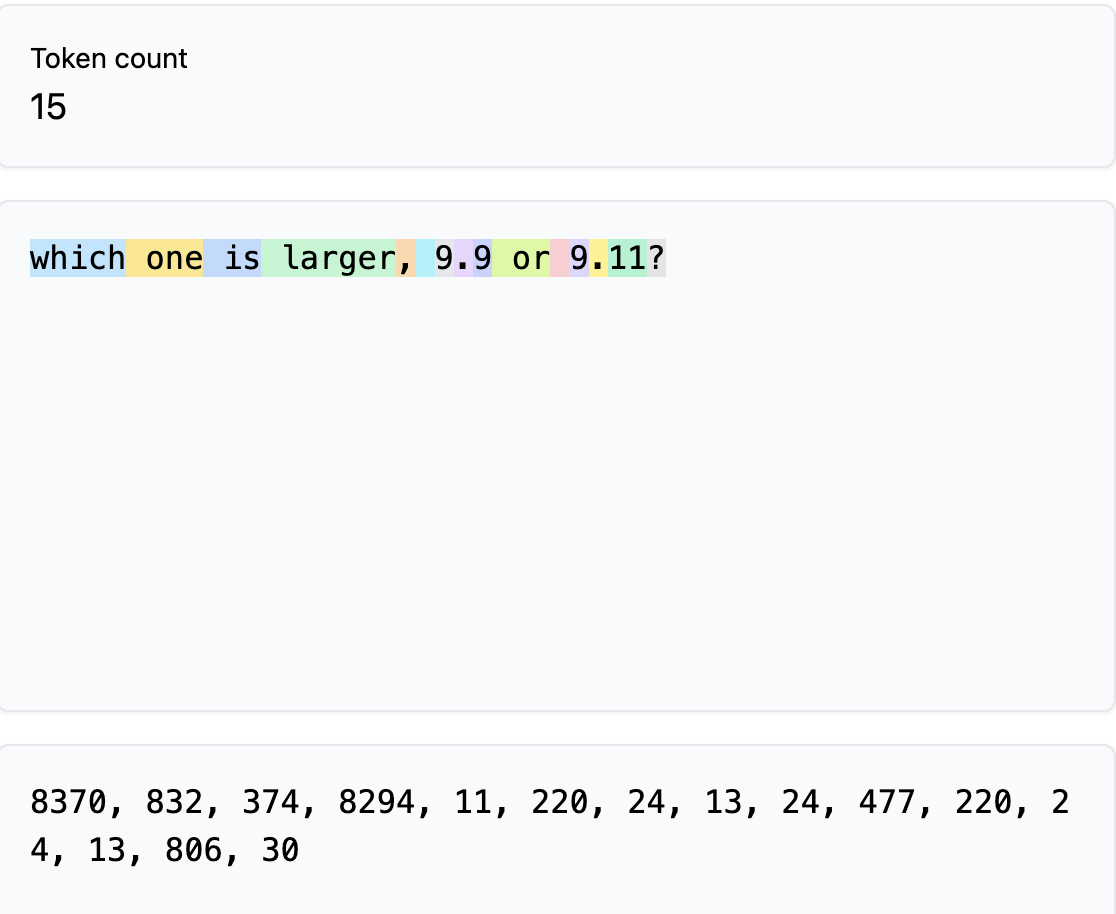 Token count
15
which one is larger, 9.9 or 9.11?
8370, 832, 374, 8294, 11, 220, 24, 13, 24, 477, 220, 2
4, 13, 806, 30